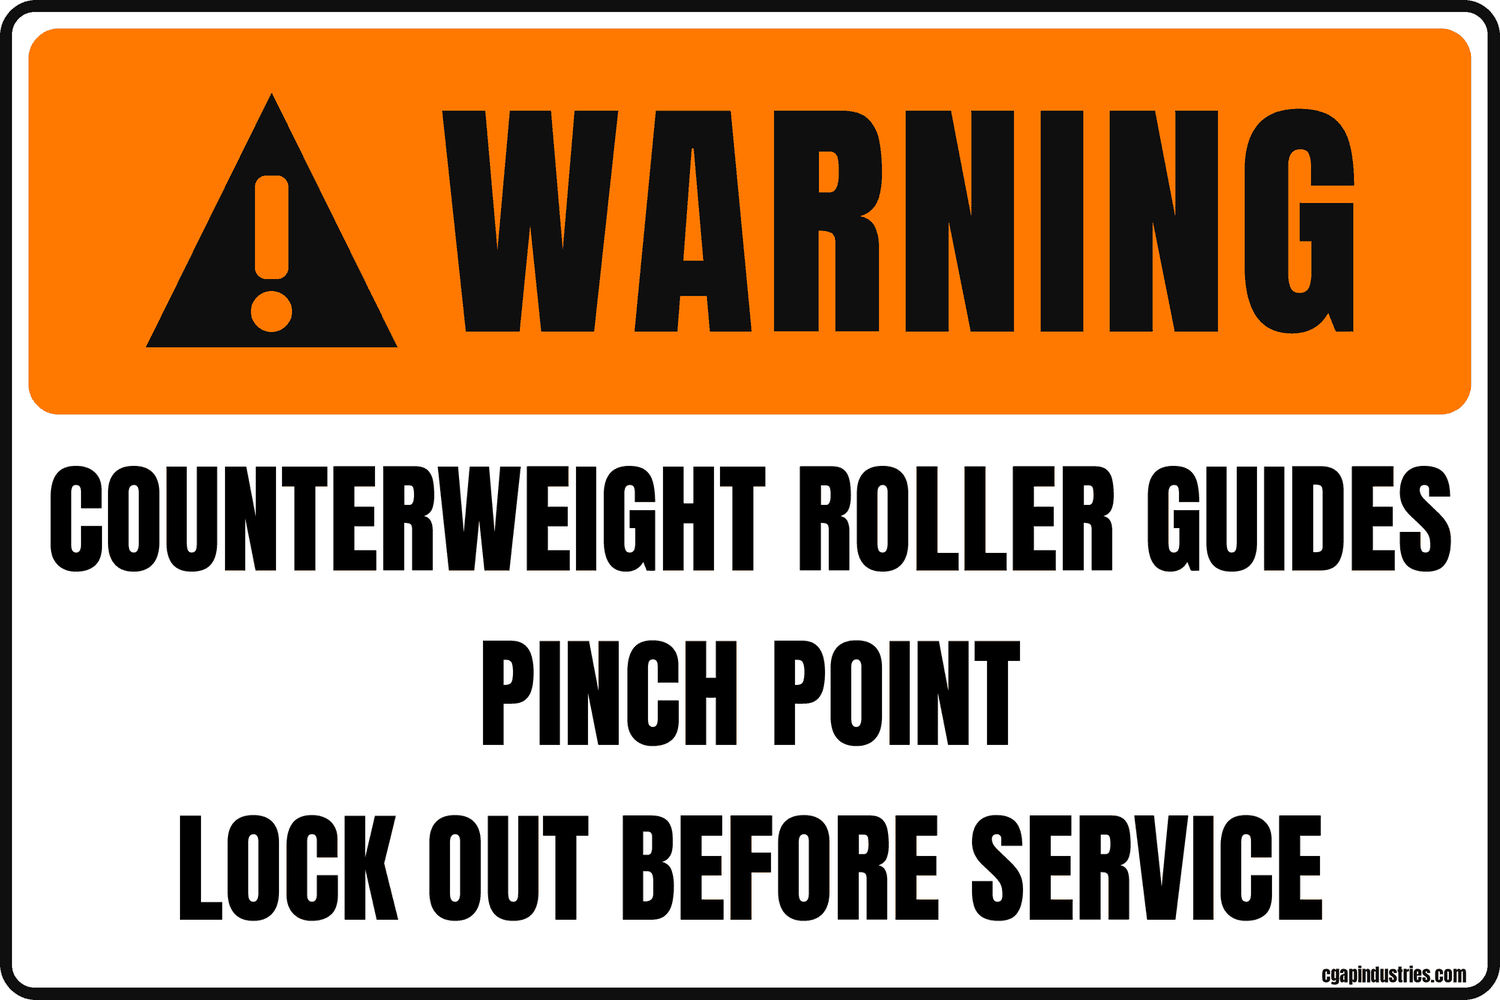 WARNING
COUNTERWEIGHT ROLLER GUIDES
PINCH POINT
LOCK OUT BEFORE SERVICE
cgapindustries.com